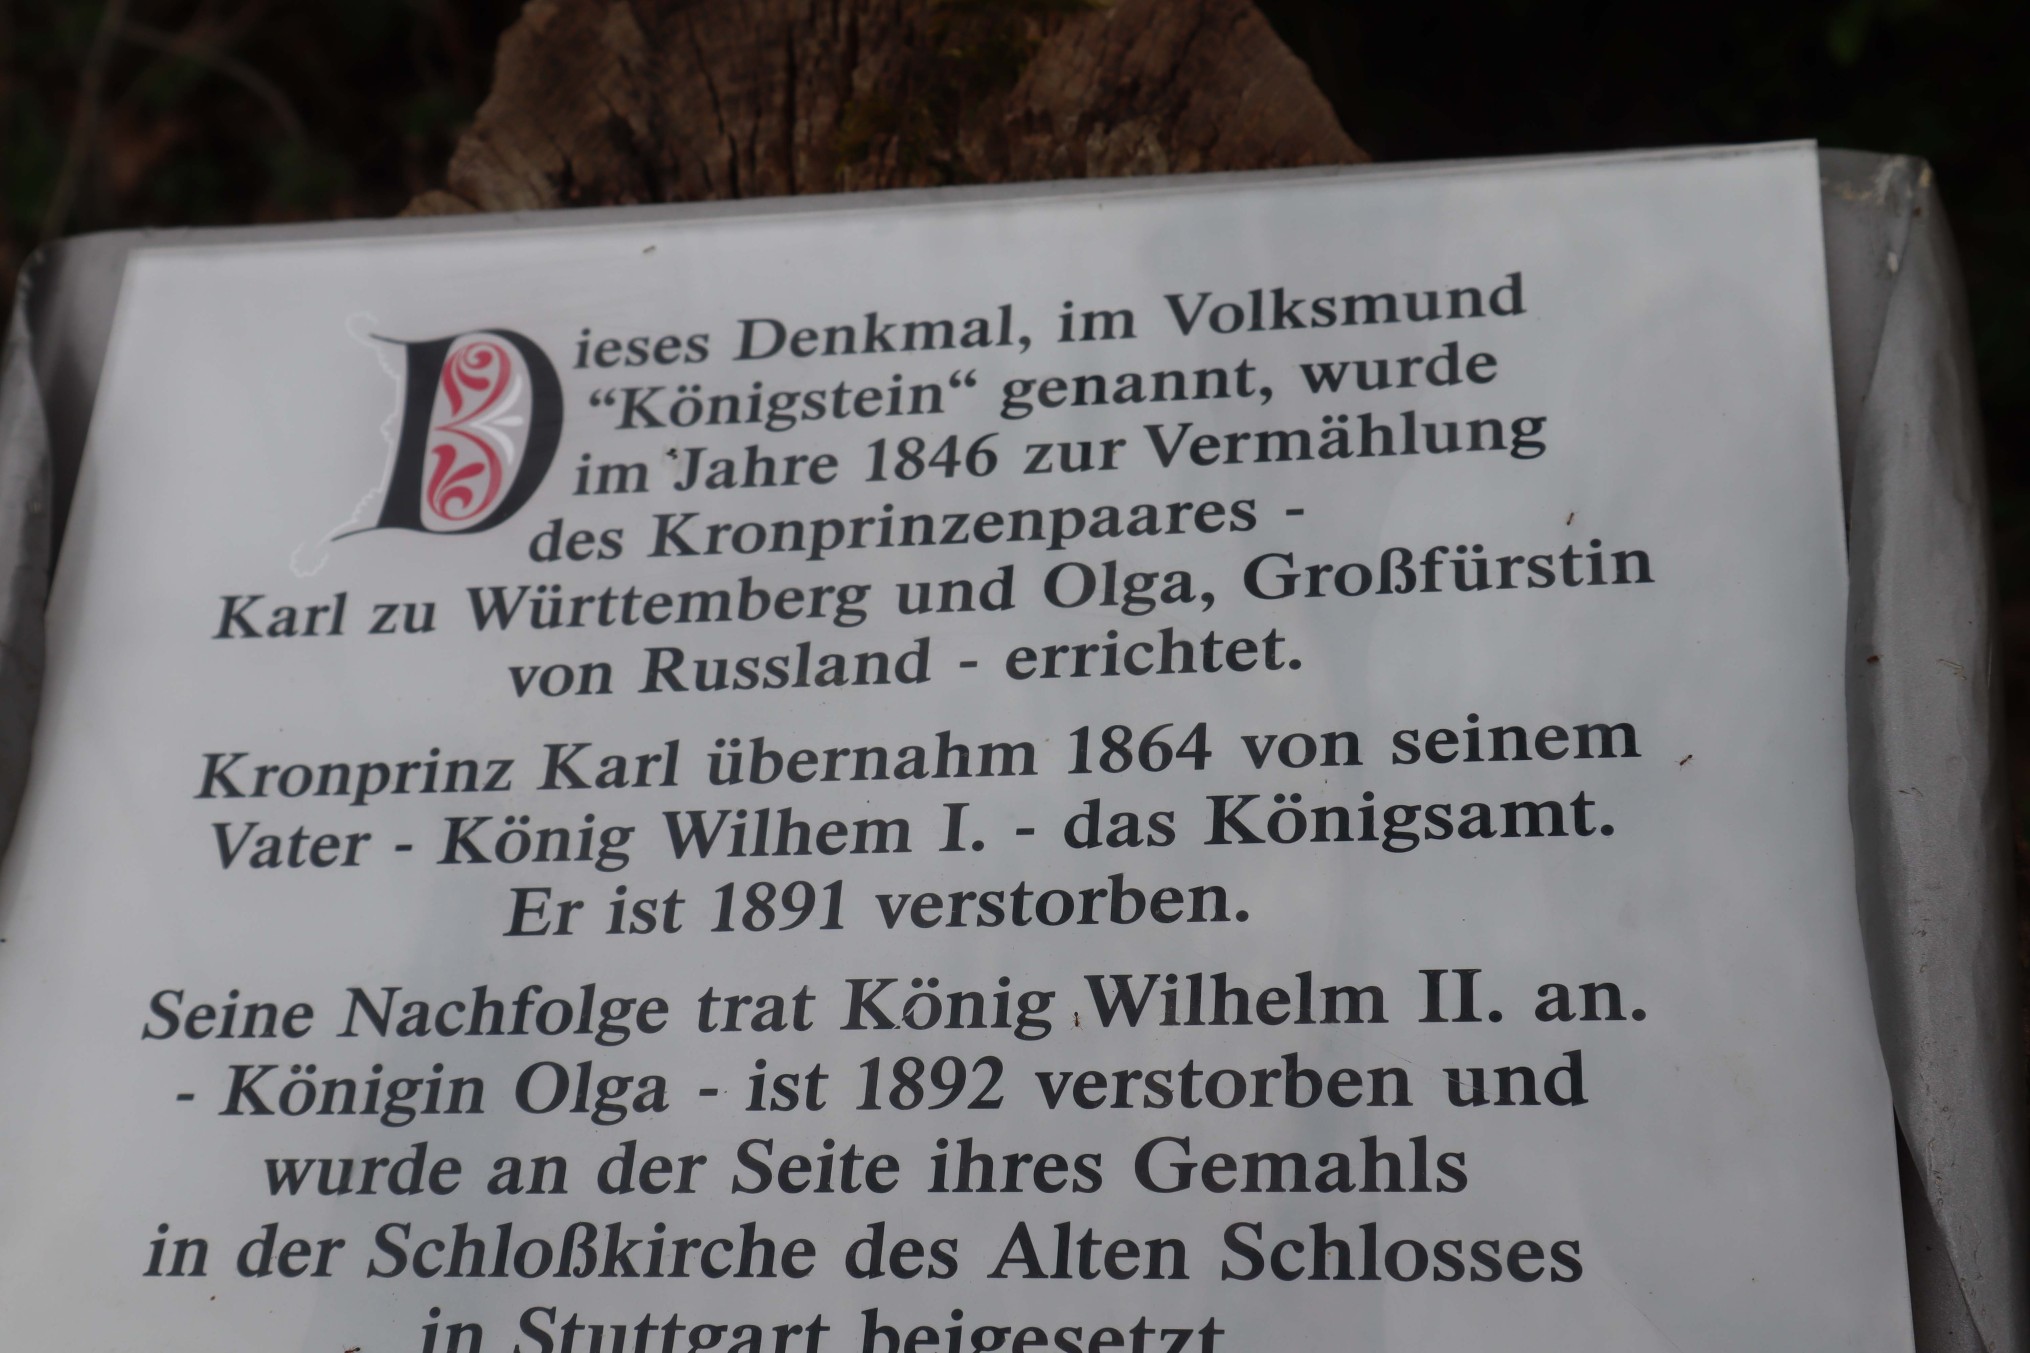 Dieses Denkmal, im Volksmund
“Königstein“ genannt, wurde
im Jahre 1846 zur Vermählung
des Kronprinzenpaares -
Karl zu Württemberg und Olga, Großfürstin
von Russland - errichtet.
Kronprinz Karl übernahm 1864 von seinem
Vater - König Wilhem I. - das Königsamt.
Er ist 1891 verstorben.
Seine Nachfolge trat König Wilhelm II. an.
- Königin Olga - ist 1892 verstorben und
wurde an der Seite ihres Gemahls
in der Schloßkirche des Alten Schlosses
in Stuttgart beigesetzt